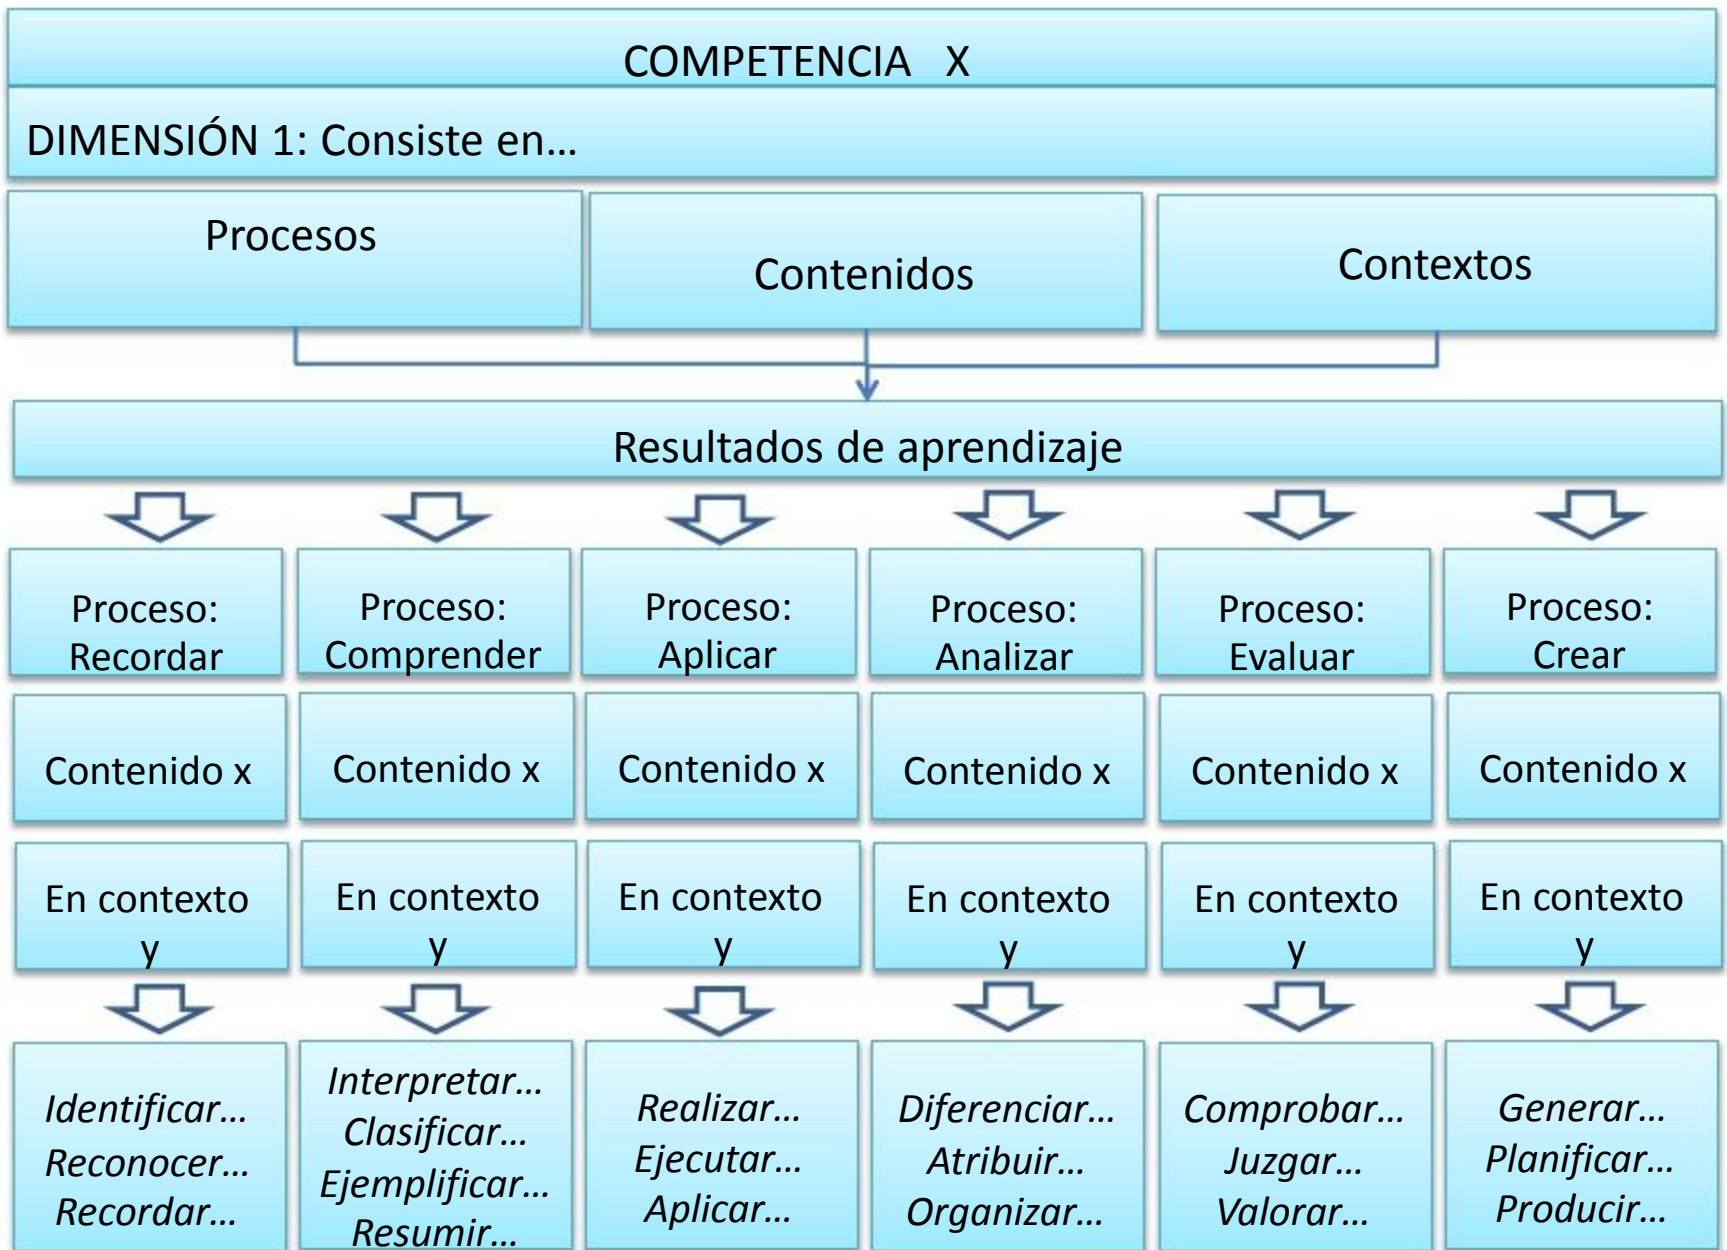 COMPETENCIA X
DIMENSIÓN 1: Consiste en...
Procesos
Contenidos
Contextos
Resultados de aprendizaje
Proceso:
Recordar
Proceso:
Comprender
Proceso:
Aplicar
Proceso:
Analizar
Proceso:
Evaluar
Proceso:
Crear
Contenido x
Contenido x
Contenido x
Contenido x
Contenido x
Contenido x
En contexto
y
En contexto
y
En contexto
y
En contexto
y
En contexto
y
En contexto
y
Identificar...
Reconocer...
Recordar...
Interpretar...
Clasificar...
Ejemplificar...
Resumir...
Realizar...
Ejecutar...
Aplicar...
Diferenciar...
Atribuir...
Organizar...
Comprobar...
Juzgar...
Valorar...
Generar...
Planificar...
Producir...